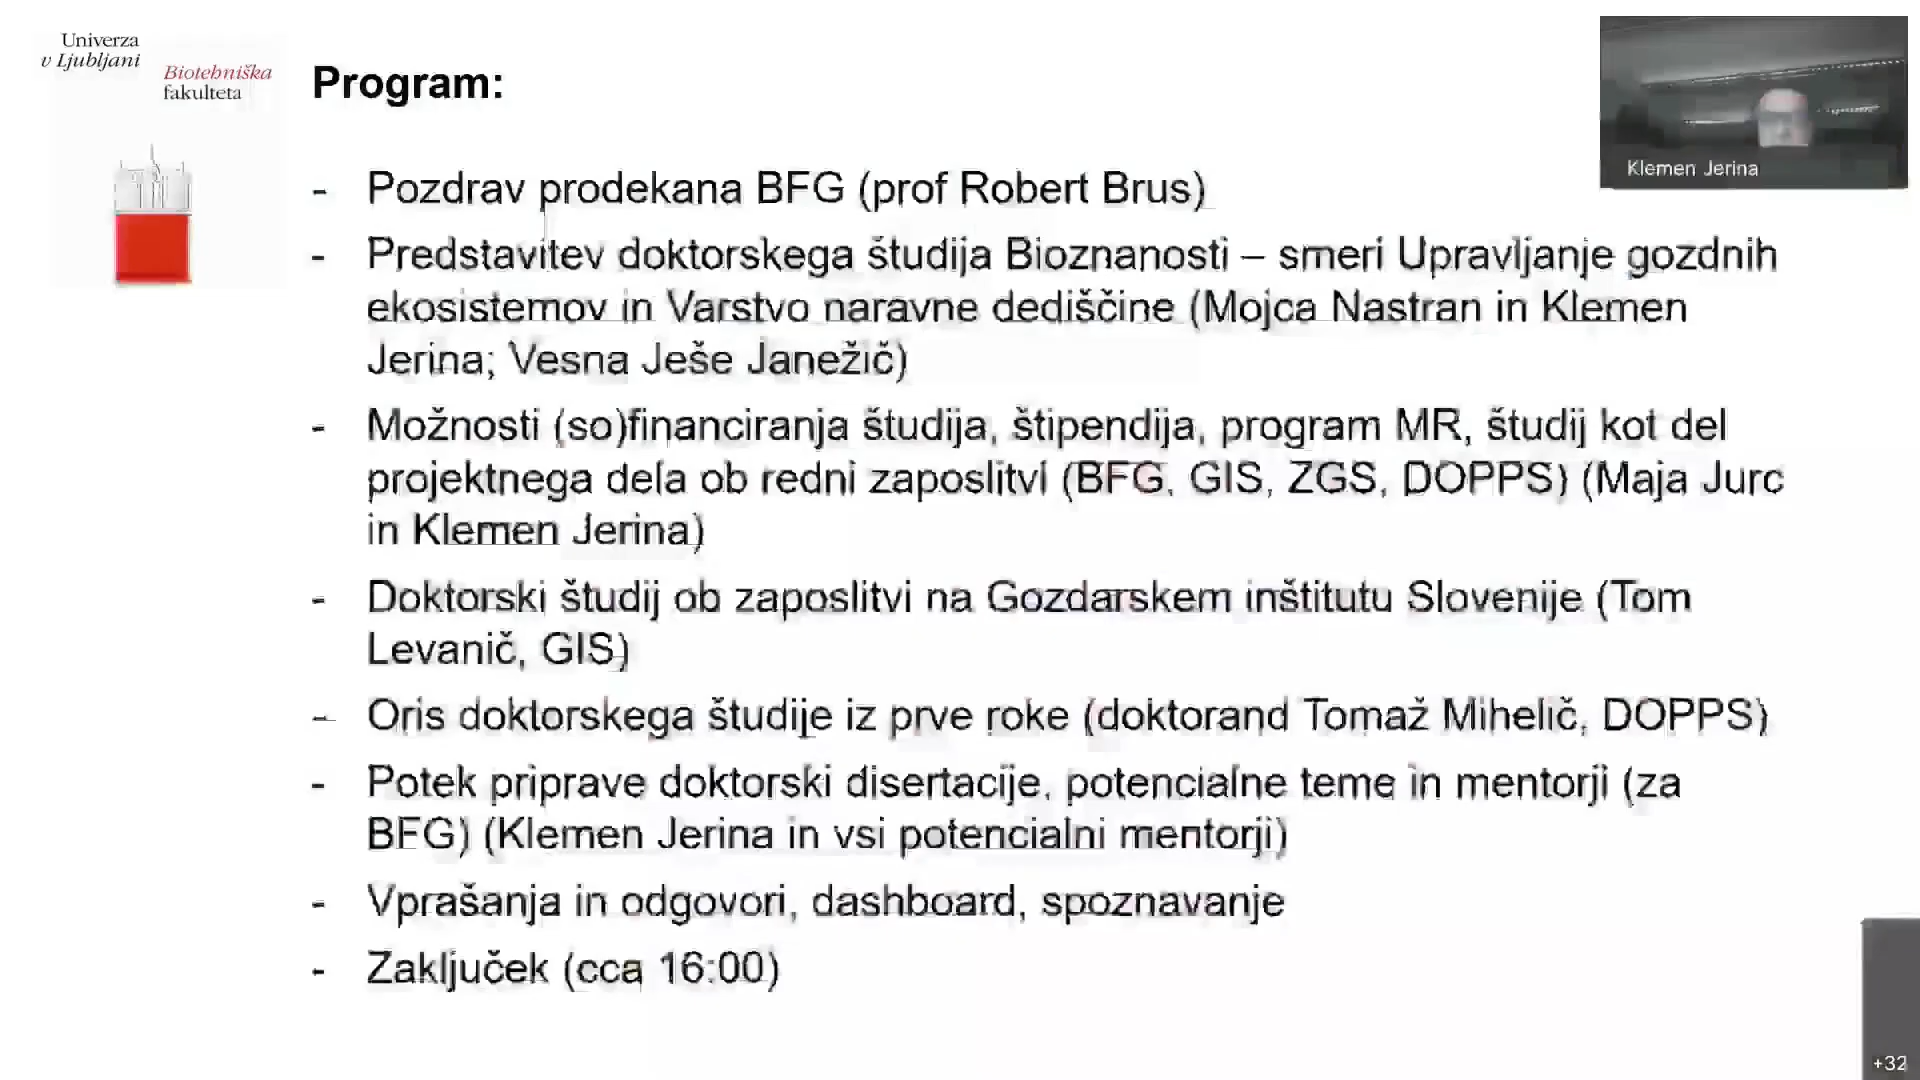 Univerza
v Ljubljani
Biotehniška
fakulteta
Program:
Klemen Jerina
- Pozdrav prodekana BFG (prof Robert Brus)
- Predstavitev doktorskega študija Bioznanosti – smeri Upravljanje gozdnih
ekosistemov in Varstvo naravne dediščine (Mojca Nastran in Klemen
Jerina; Vesna Ješe Janežič)
- Možnosti (so)financiranja študija, štipendija, program MR, študij kot del
projektnega dela ob redni zaposlitvi (BFG, GIS, ZGS, DOPPS) (Maja Jurc
in Klemen Jerina)
- Doktorski študij ob zaposlitvi na Gozdarskem inštitutu Slovenije (Tom
Levanič, GIS)
- Oris doktorskega študije iz prve roke (doktorand Tomaž Mihelič, DOPPS)
- Potek priprave doktorski disertacije, potencialne teme in mentorji (za
BFG) (Klemen Jerina in vsi potencialni mentorji)
- Vprašanja in odgovori, dashboard, spoznavanje
- Zaključek (cca 16:00)
+32